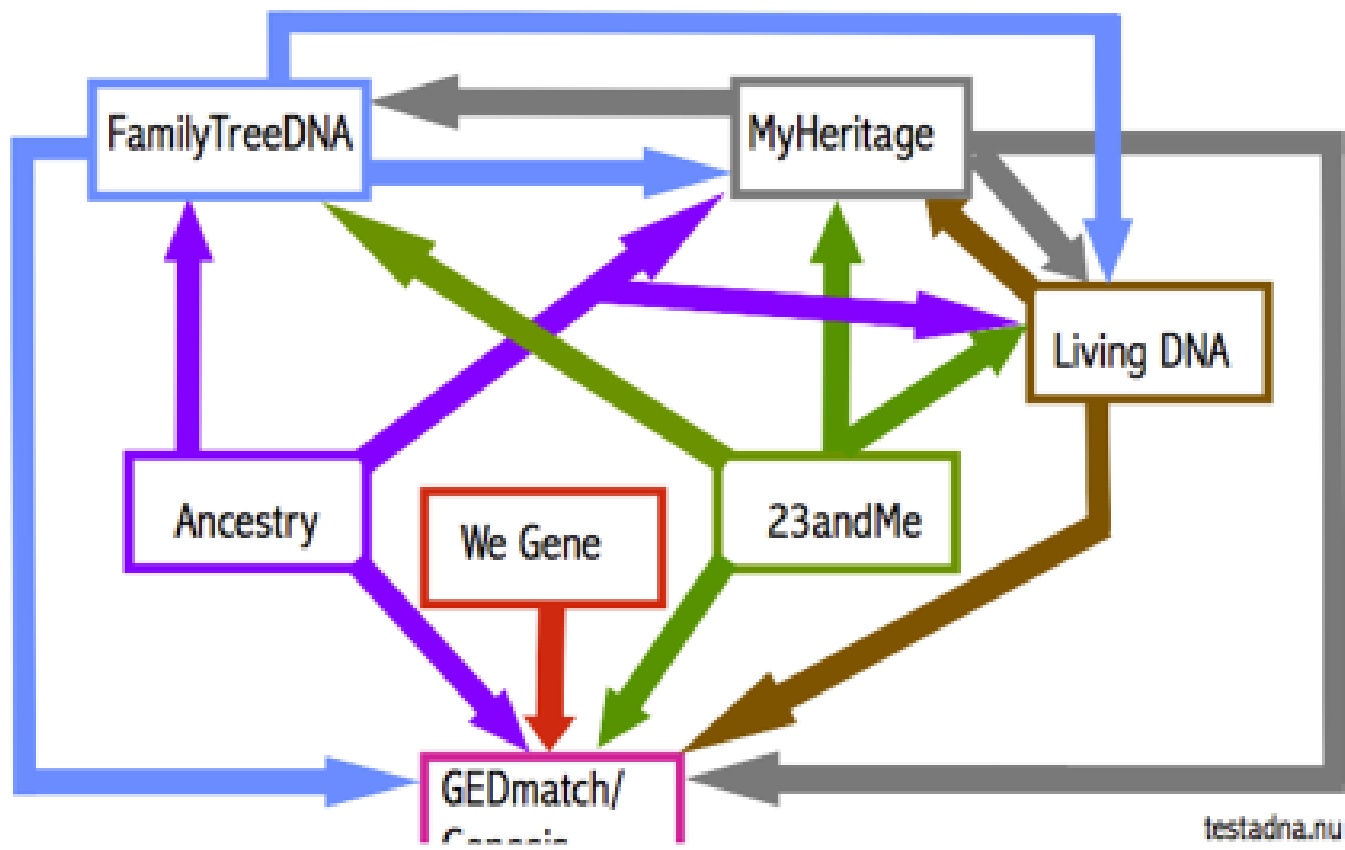 FamilyTreeDNA
MyHeritage
Living DNA
Ancestry
We Gene
23andMe
GEDmatch/
testadna.nu